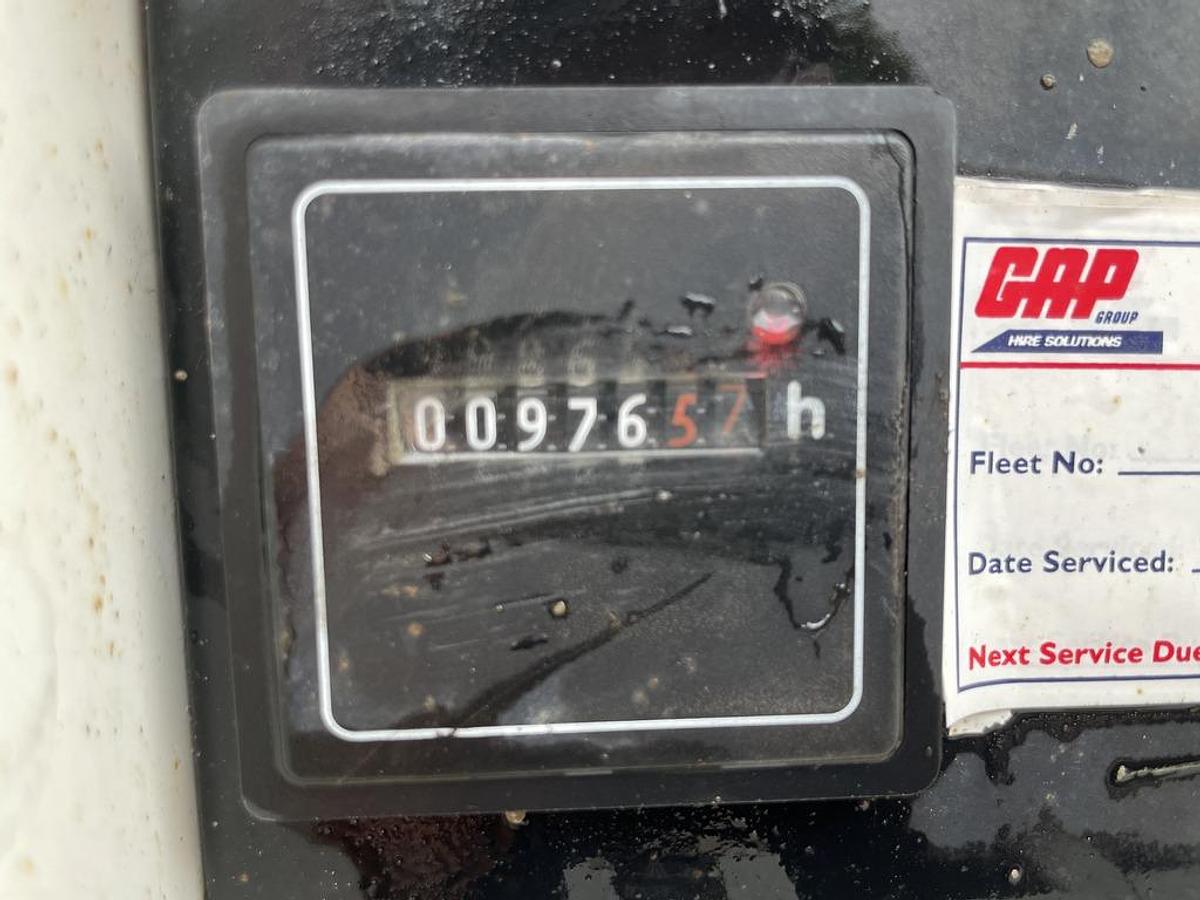 0097657 h
GAP
GROUP
HIRE SOLUTIONS
Fleet No:
Date Serviced:
Next Service Due